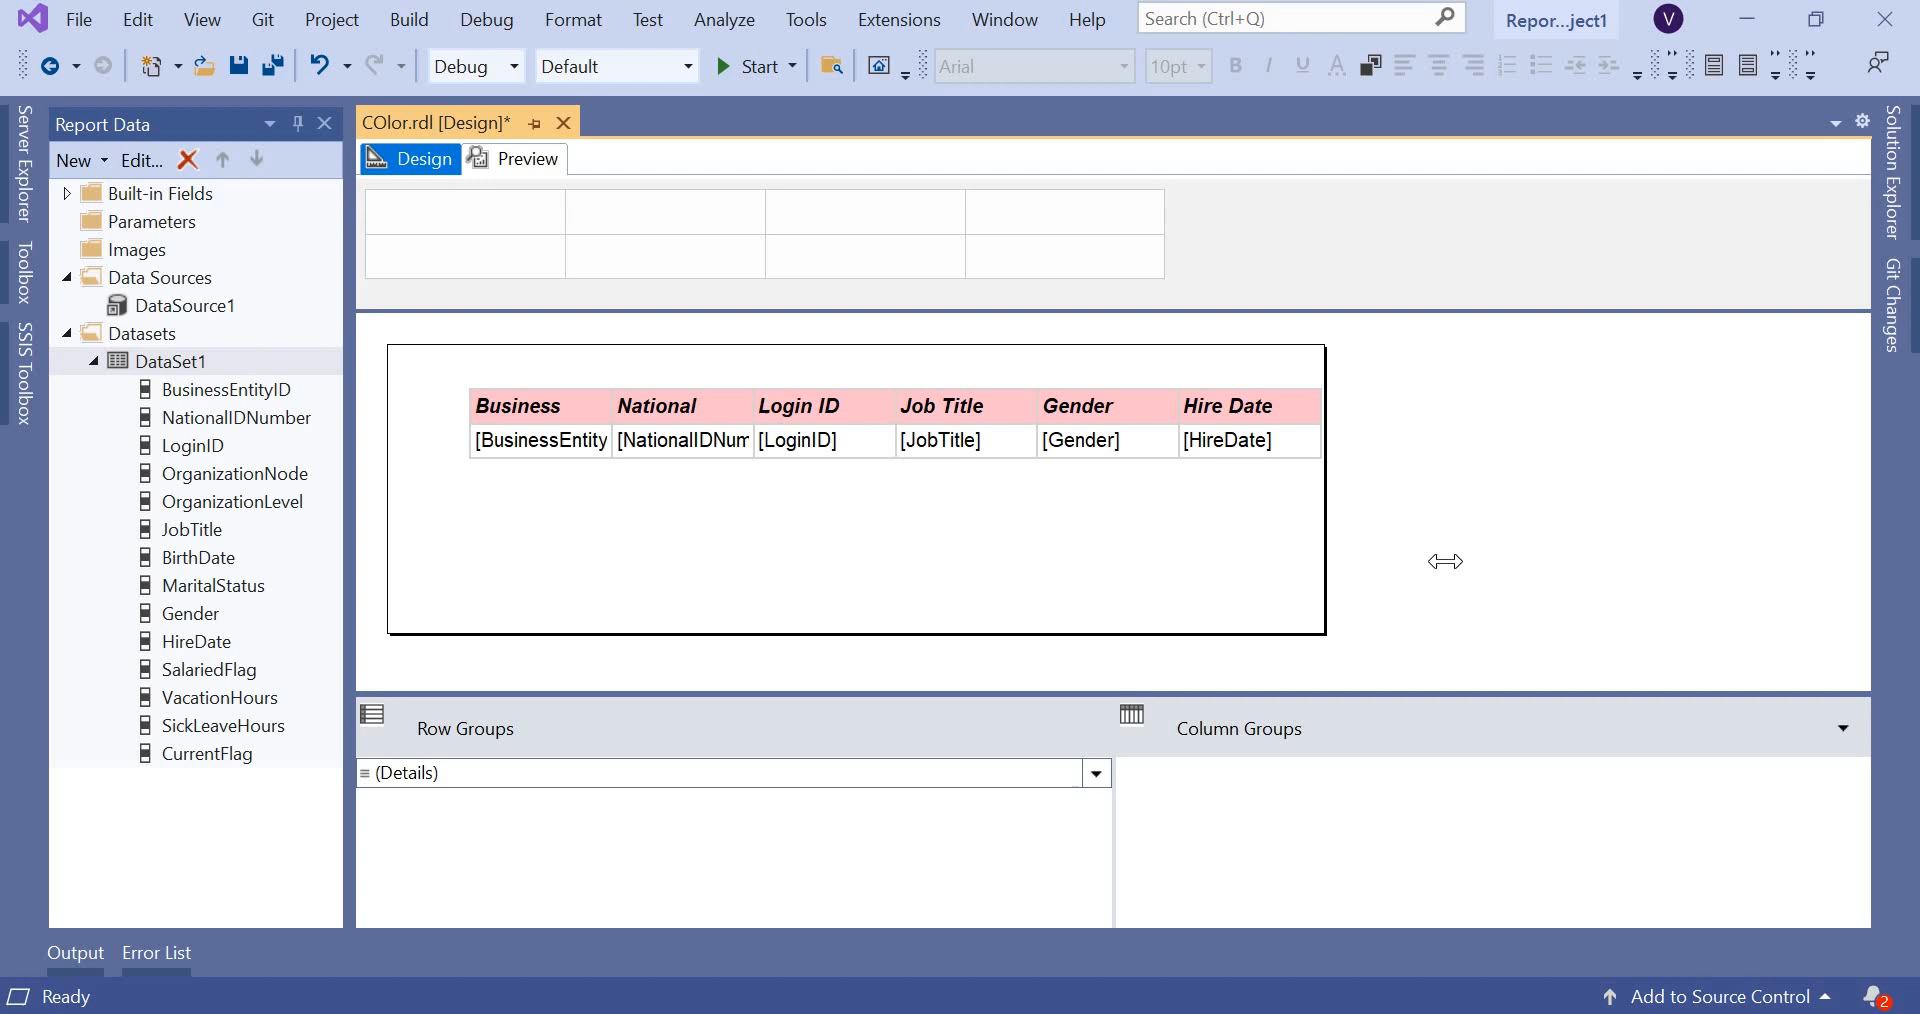 File Edit View Git Project Build Debug Format Test Analyze Tools Extensions Window Help Search (Ctrl+Q) Repor...ject1 V
Debug Default Start Arial 10pt B I U A
Server Explorer
Toolbox
SSIS Toolbox
Report Data
New Edit...
Built-in Fields
Parameters
Images
Data Sources
DataSource1
Datasets
DataSet1
BusinessEntityID
NationalIDNumber
LoginID
OrganizationNode
OrganizationLevel
JobTitle
BirthDate
MaritalStatus
Gender
HireDate
SalariedFlag
VacationHours
SickLeaveHours
CurrentFlag
COlor.rdl [Design]*
Design Preview
Business National Login ID Job Title Gender Hire Date
[BusinessEntity [NationalIDNum [LoginID] [JobTitle] [Gender] [HireDate]
Row Groups Column Groups
(Details)
Solution Explorer
Git Changes
Output Error List
Ready Add to Source Control 2